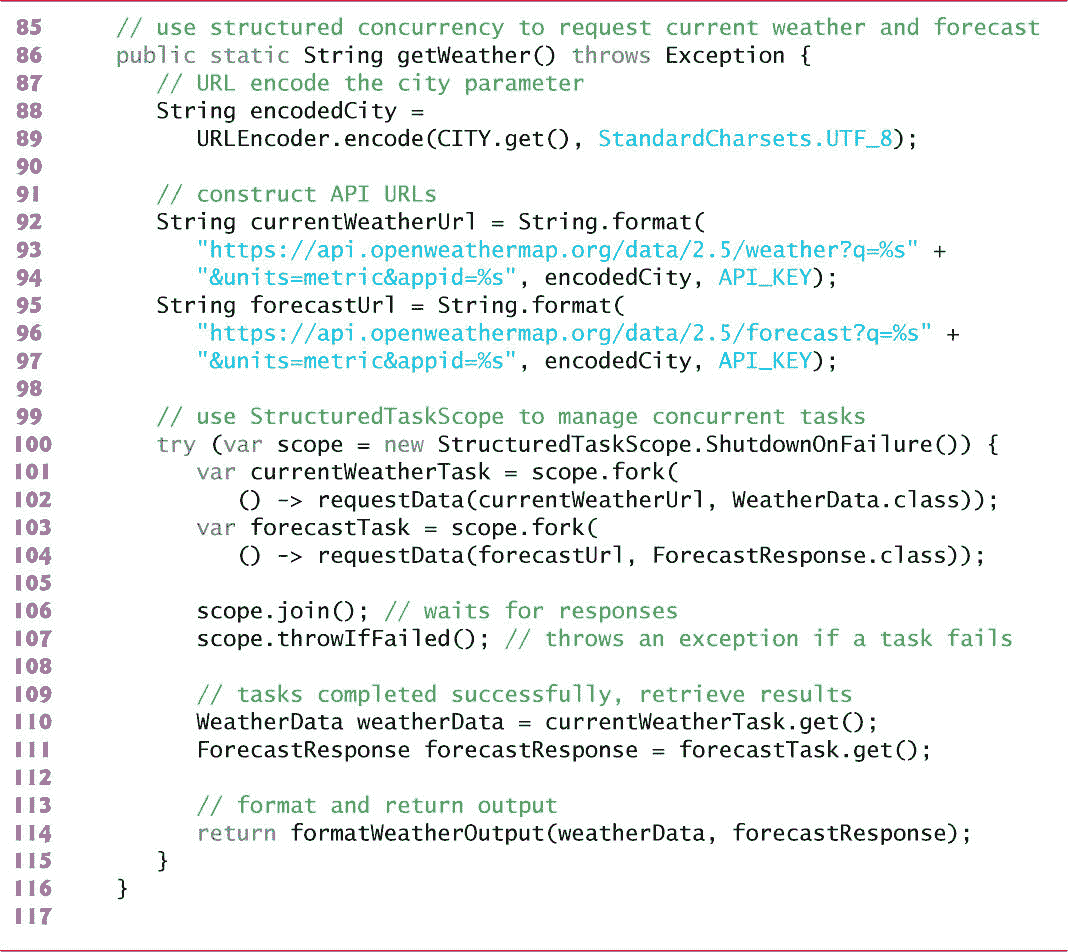 85 // use structured concurrency to request current weather and forecast
86 public static String getWeather() throws Exception {
87 // URL encode the city parameter
88 String encodedCity =
89 URLEncoder.encode(CITY.get(), StandardCharsets.UTF_8);
90
91 // construct API URLs
92 String currentWeatherUrl = String.format(
93 "https://api.openweathermap.org/data/2.5/weather?q=%s" +
94 "&units=metric&appid=%s", encodedCity, API_KEY);
95 String forecastUrl = String.format(
96 "https://api.openweathermap.org/data/2.5/forecast?q=%s" +
97 "&units=metric&appid=%s", encodedCity, API_KEY);
98
99 // use StructuredTaskScope to manage concurrent tasks
100 try (var scope = new StructuredTaskScope.ShutdownOnFailure()) {
101 var currentWeatherTask = scope.fork(
102 () -> requestData(currentWeatherUrl, WeatherData.class));
103 var forecastTask = scope.fork(
104 () -> requestData(forecastUrl, ForecastResponse.class));
105
106 scope.join(); // waits for responses
107 scope.throwIfFailed(); // throws an exception if a task fails
108
109 // tasks completed successfully, retrieve results
110 WeatherData weatherData = currentWeatherTask.get();
111 ForecastResponse forecastResponse = forecastTask.get();
112
113 // format and return output
114 return formatWeatherOutput(weatherData, forecastResponse);
115 }
116 }
117